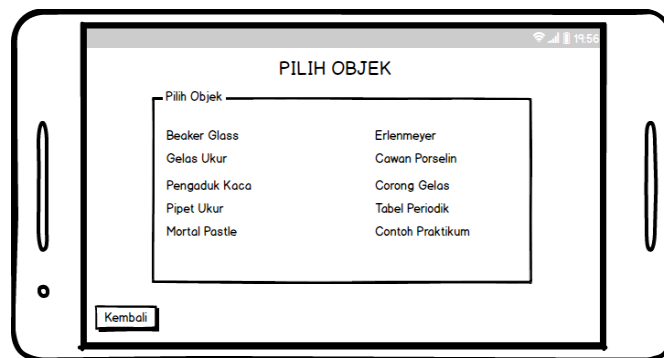 19:56
PILIH OBJEK
Pilih Objek
Beaker Glass
Erlenmeyer
Gelas Ukur
Cawan Porselin
Pengaduk Kaca
Corong Gelas
Pipet Ukur
Tabel Periodik
Mortal Pastle
Contoh Praktikum
Kembali